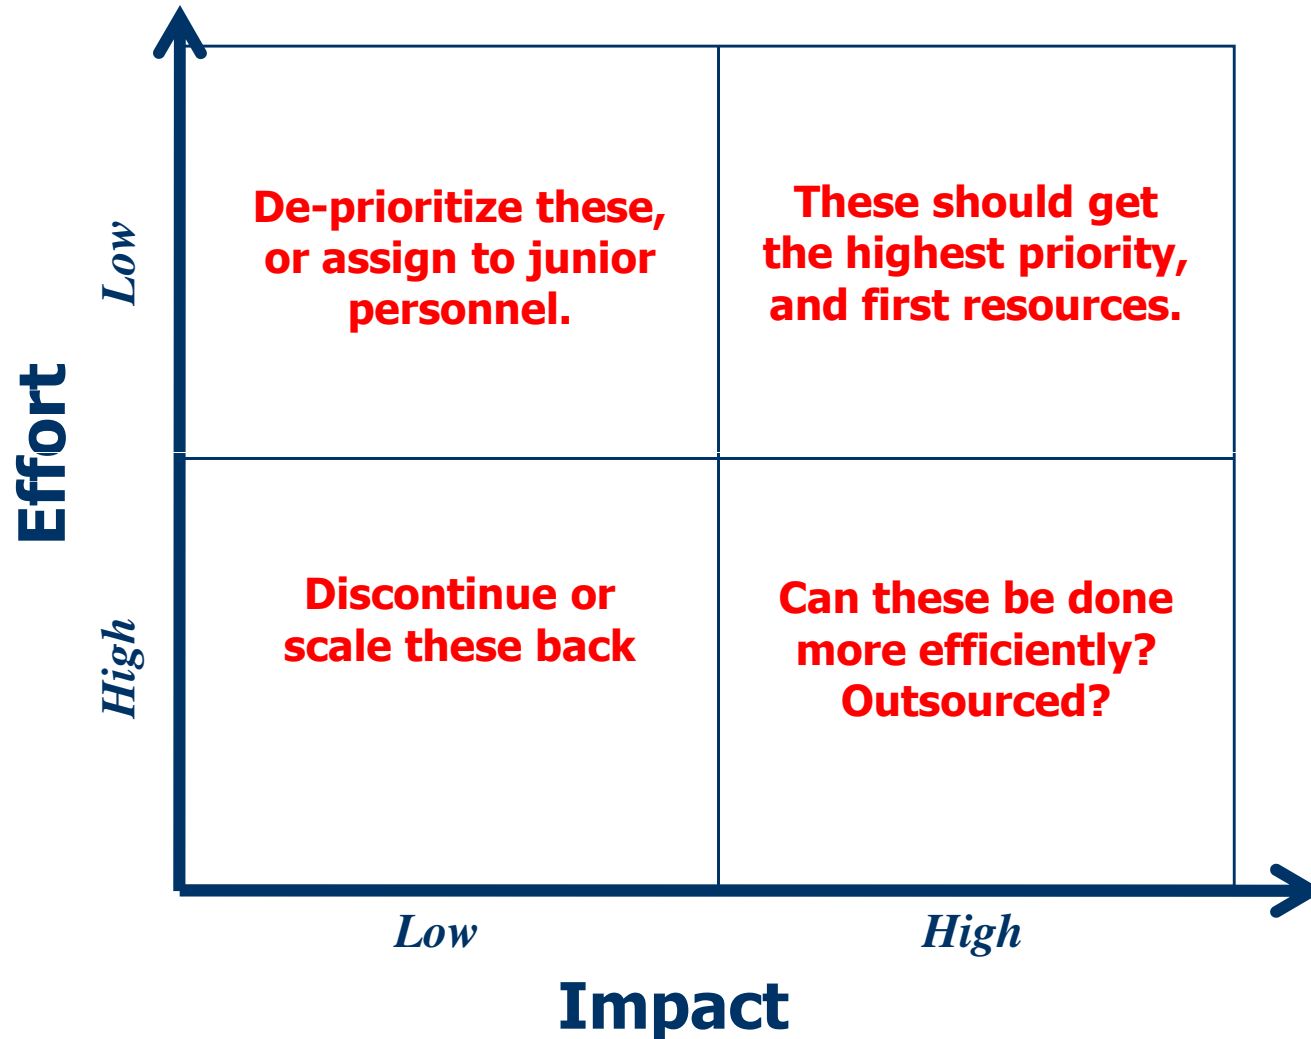 De-prioritize these,
or assign to junior
personnel.
These should get
the highest priority,
and first resources.
Low
Effort
High
Discontinue or
scale these back
Can these be done
more efficiently?
Outsourced?
Low
High
Impact